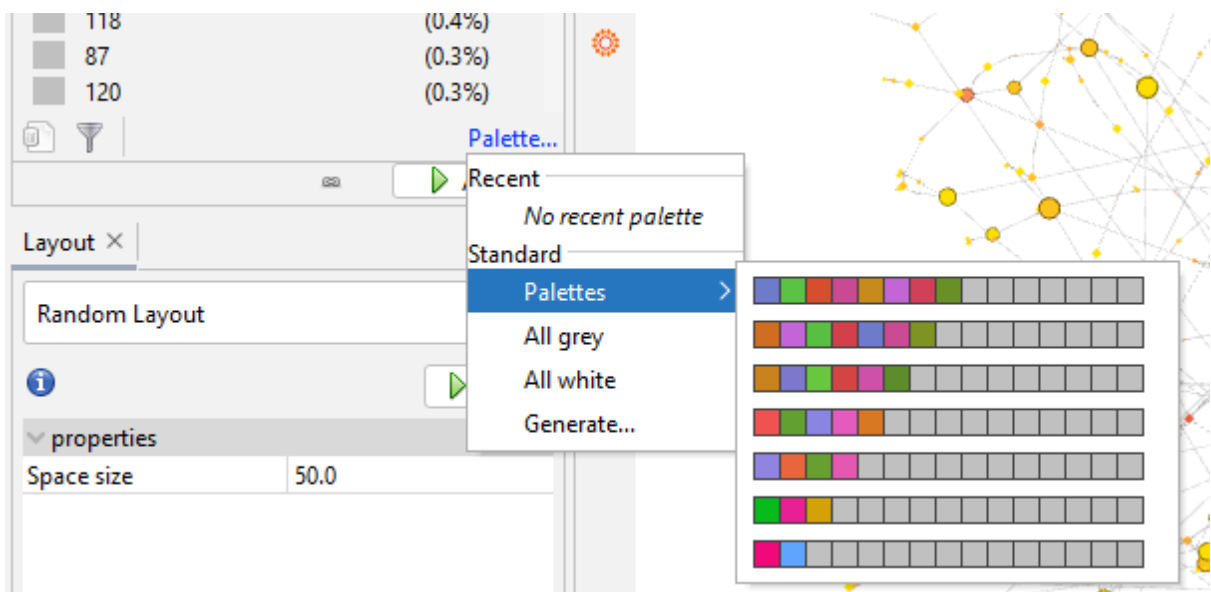 118 (0.4%)
87 (0.3%)
120 (0.3%)
Palette...
Recent
No recent palette
Standard
Palettes
All grey
All white
Generate...
Layout
Random Layout
properties
Space size 50.0